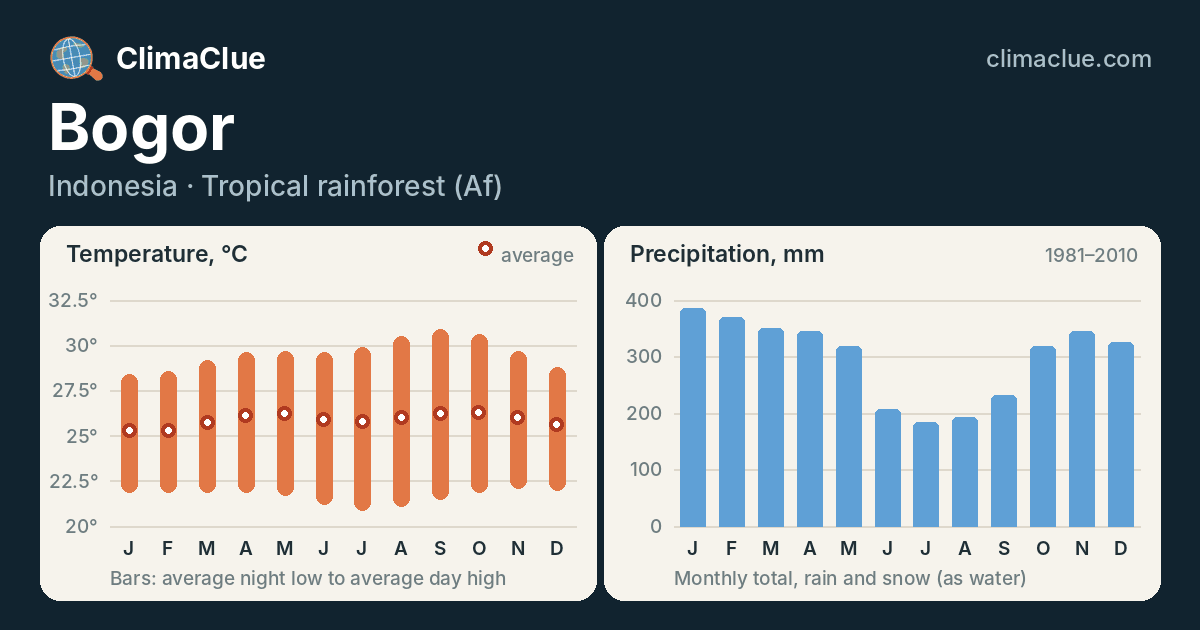 ClimaClue
climaclue.com
Bogor
Indonesia · Tropical rainforest (Af)
Temperature, °C
average
32.5°
30°
27.5°
25°
22.5°
20°
J F M A M J J A S O N D
Bars: average night low to average day high
Precipitation, mm
1981–2010
400
300
200
100
0
J F M A M J J A S O N D
Monthly total, rain and snow (as water)